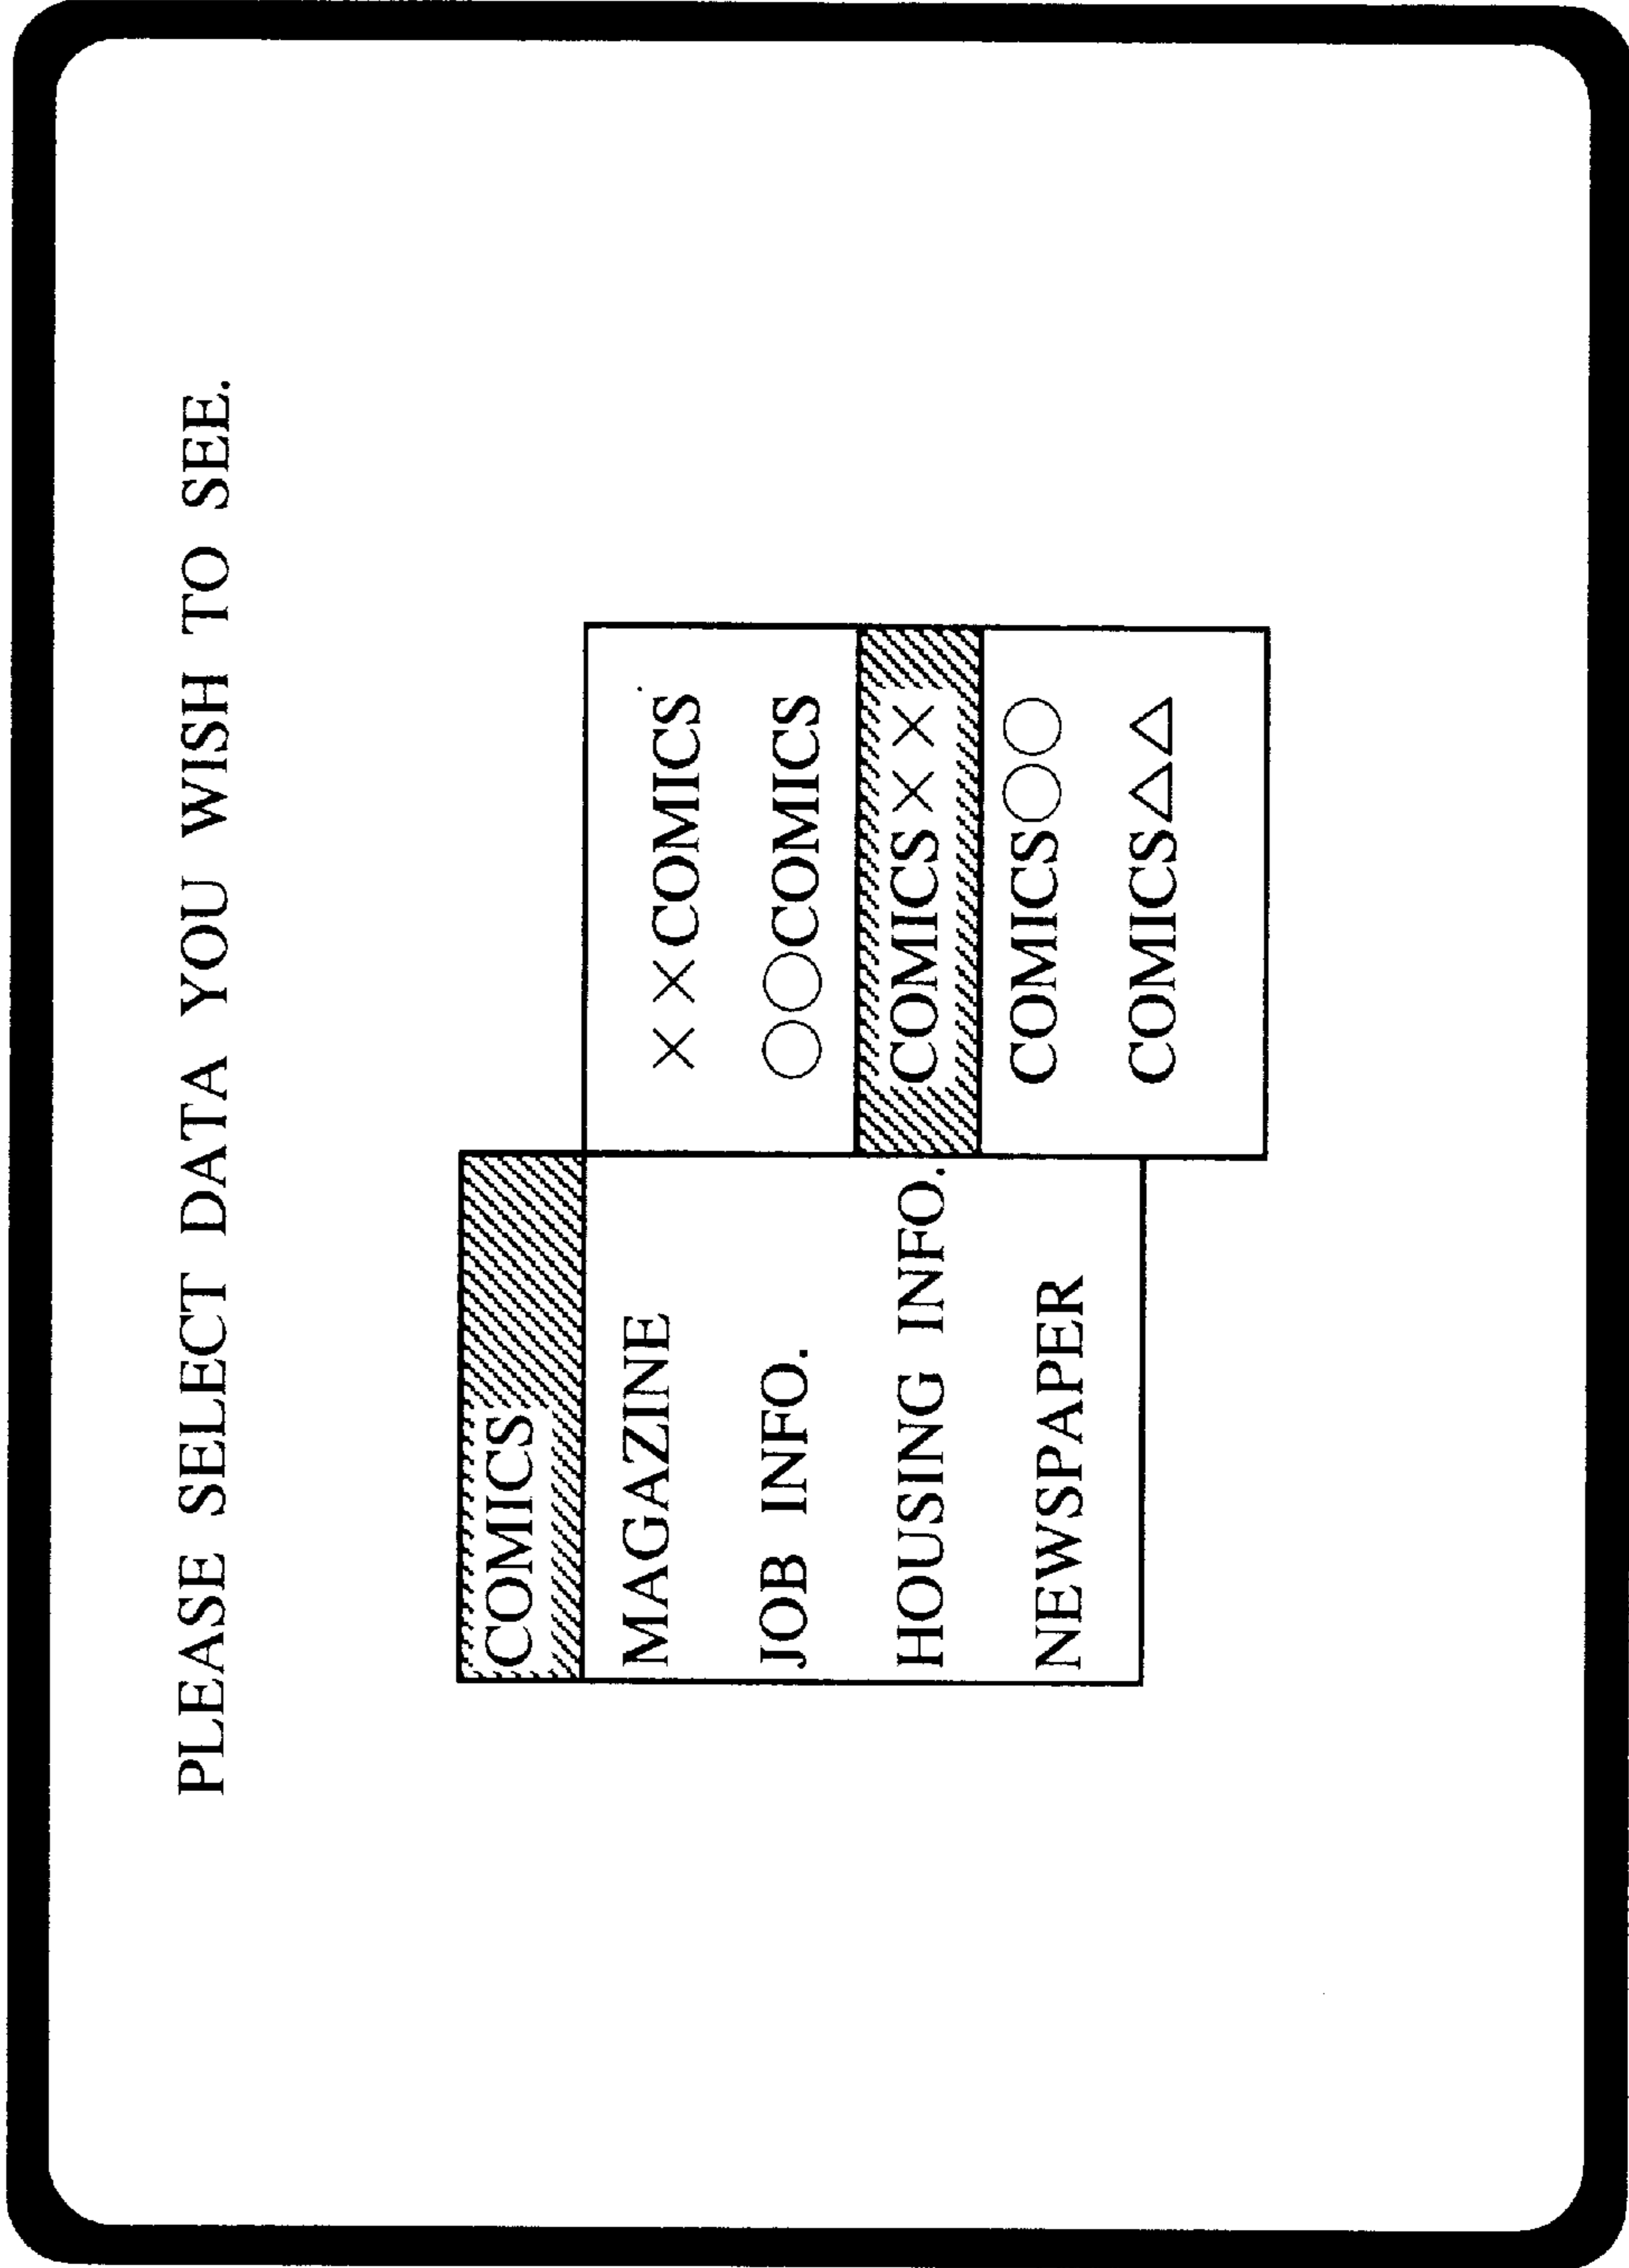 PLEASE SELECT DATA YOU WISH TO SEE.
COMICS
MAGAZINE
JOB INFO.
HOUSING INFO.
NEWSPAPER
××COMICS
○○COMICS
COMICS××
COMICS○○
COMICS△△